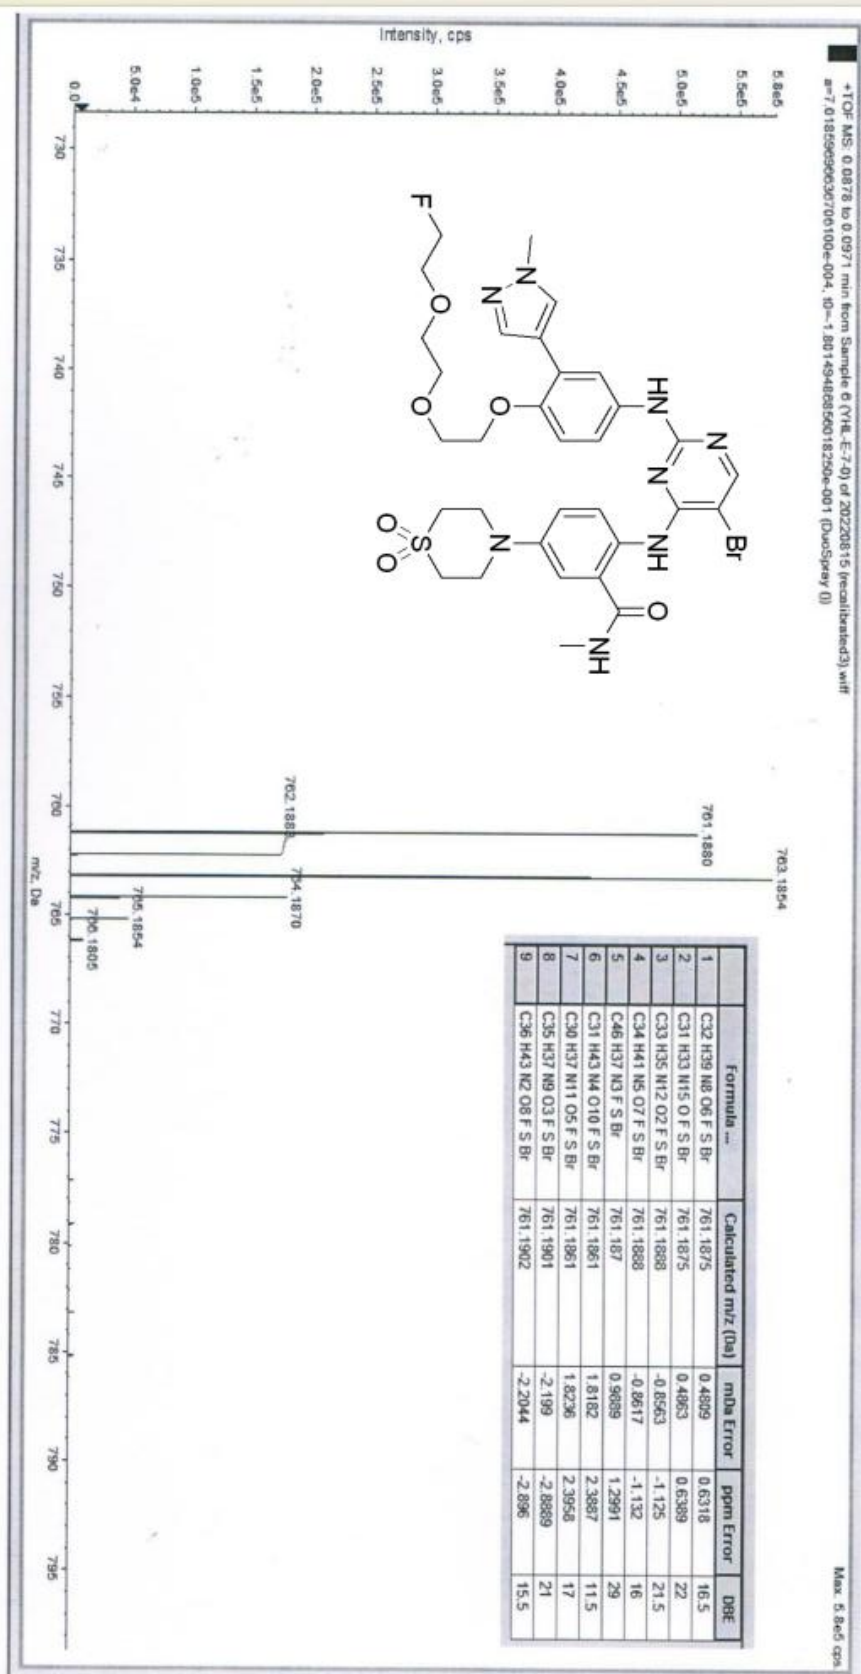 +TOF MS: 0.0878 to 0.0971 min from Sample 6 (YHL-E-7-0) of 20220815 (recalibrated3).wiff
(DuoSpray ())
Max. 5.8e5 cps.
Intensity, cps
5.8e5
5.5e5
5.0e5
4.5e5
4.0e5
3.5e5
3.0e5
2.5e5
2.0e5
1.5e5
1.0e5
5.0e4
0.0
730 735 740 745 750 755 760 765 770 775 780 785 790 795
m/z, Da
761.1880
763.1854
764.1870
765.1854
766.1805
F
O
O
O
N
N
HN
N
N
Br
NH
O
NH
N
S
O
O
Formula ... Calculated m/z (Da) mDa Error ppm Error DBE
1 C32 H39 N8 O6 F S Br 761.1875 0.4809 0.6318 16.5
2 C31 H33 N15 O F S Br 761.1875 0.4863 0.6389 22
3 C33 H35 N12 O2 F S Br 761.1888 -0.8563 -1.125 21.5
4 C34 H41 N5 O7 F S Br 761.1888 -0.8617 -1.132 16
5 C46 H37 N3 F S Br 761.187 0.9889 1.2991 29
6 C31 H43 N4 O10 F S Br 761.1861 1.8182 2.3887 11.5
7 C30 H37 N11 O5 F S Br 761.1861 1.8236 2.3958 17
8 C35 H37 N9 O3 F S Br 761.1901 -2.199 -2.8889 21
9 C36 H43 N2 O8 F S Br 761.1902 -2.2044 -2.896 15.5